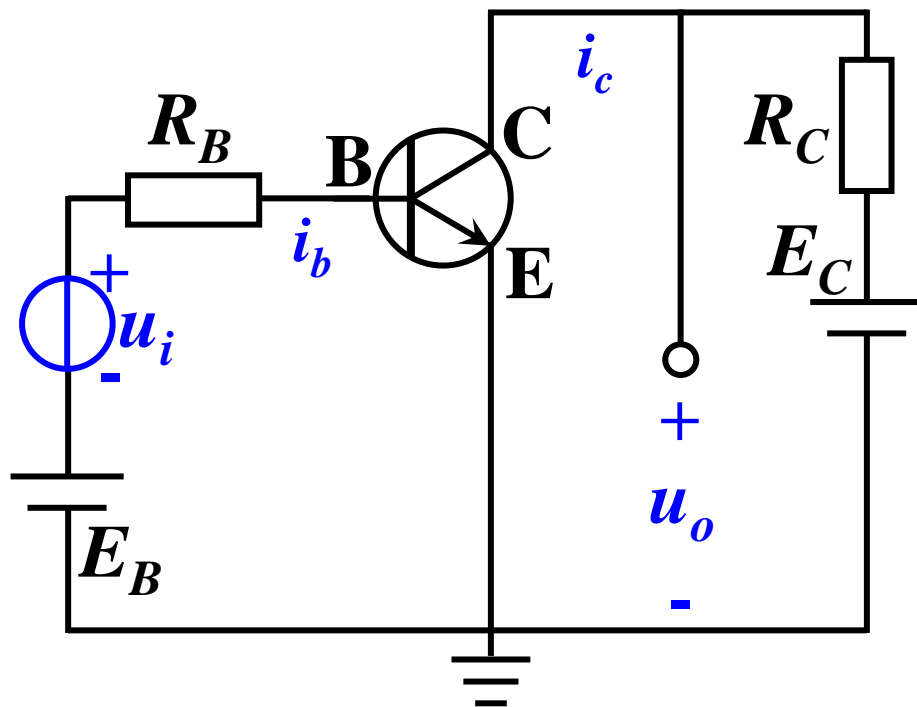 i_c
R_B
B
C
R_C
i_b
E
E_C
+
u_i
-
+
u_o
E_B
-